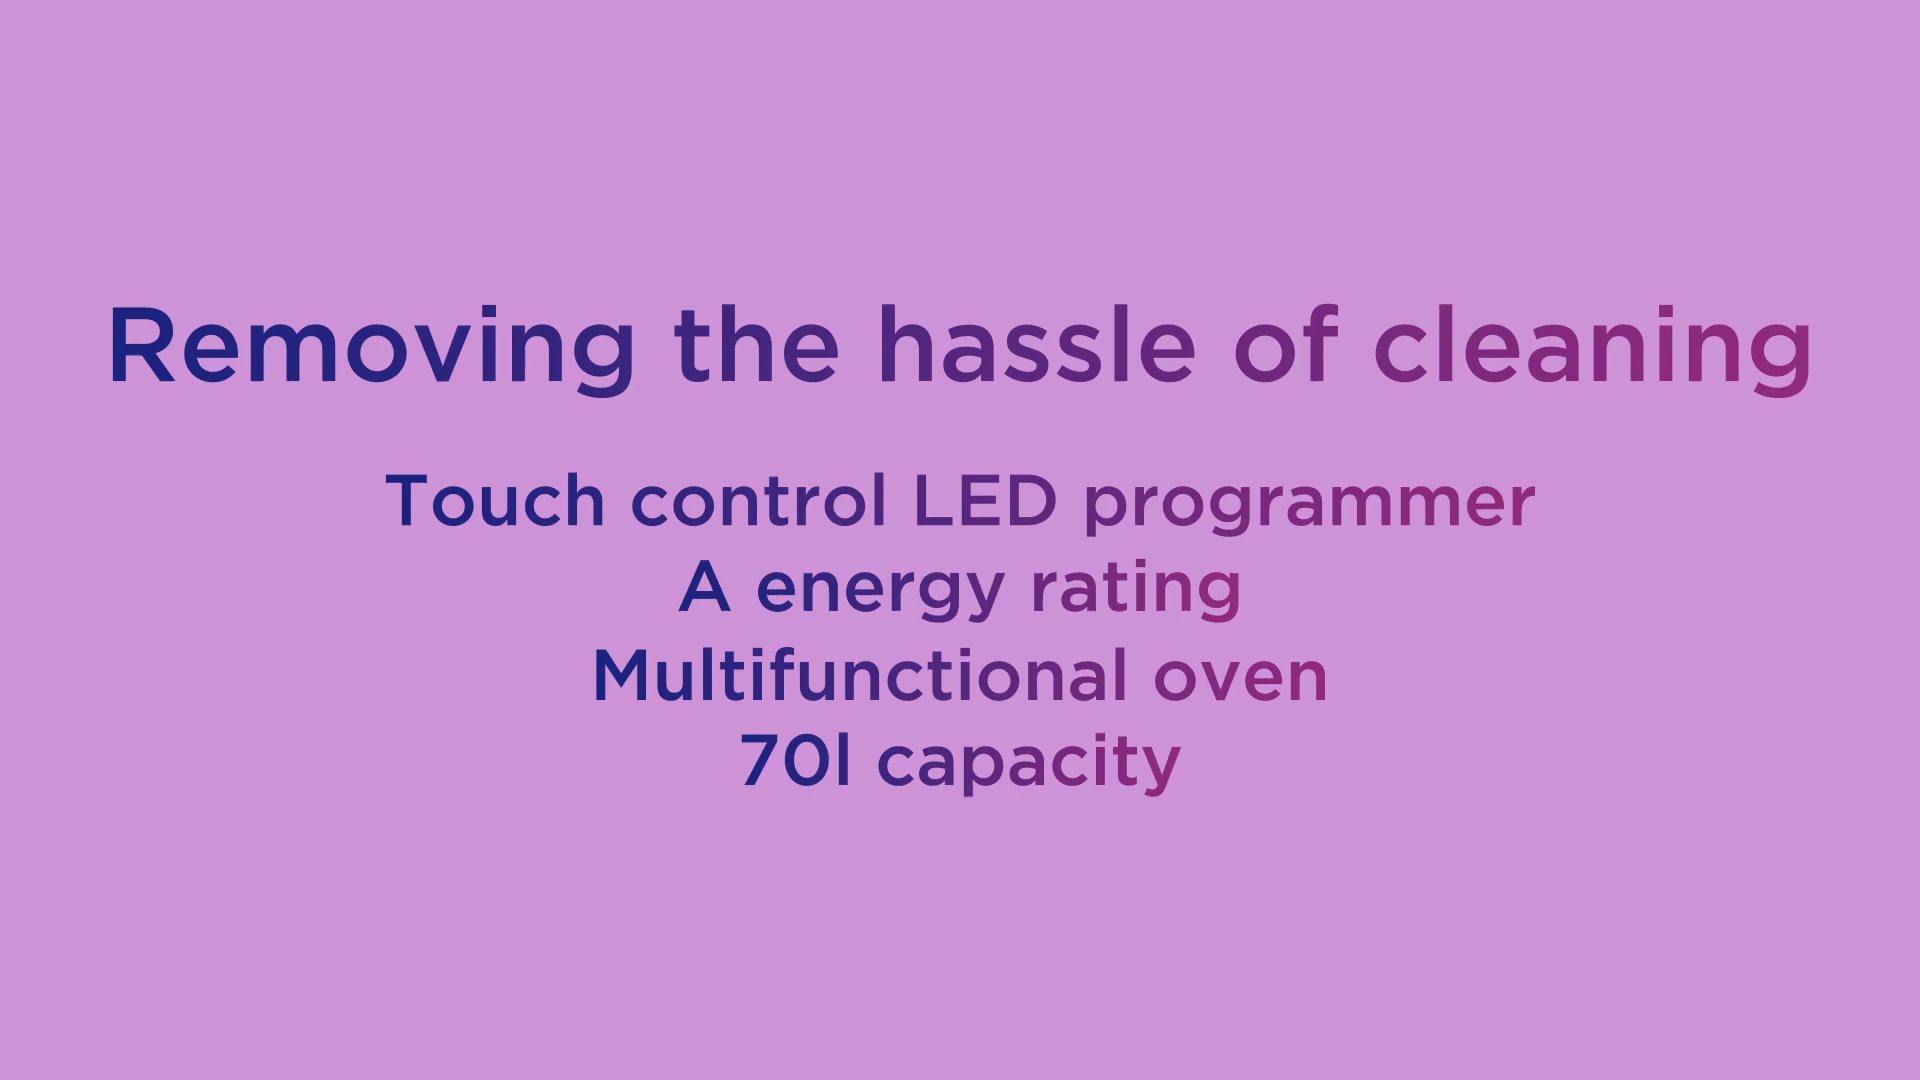 Removing the hassle of cleaning
Touch control LED programmer
A energy rating
Multifunctional oven
70l capacity